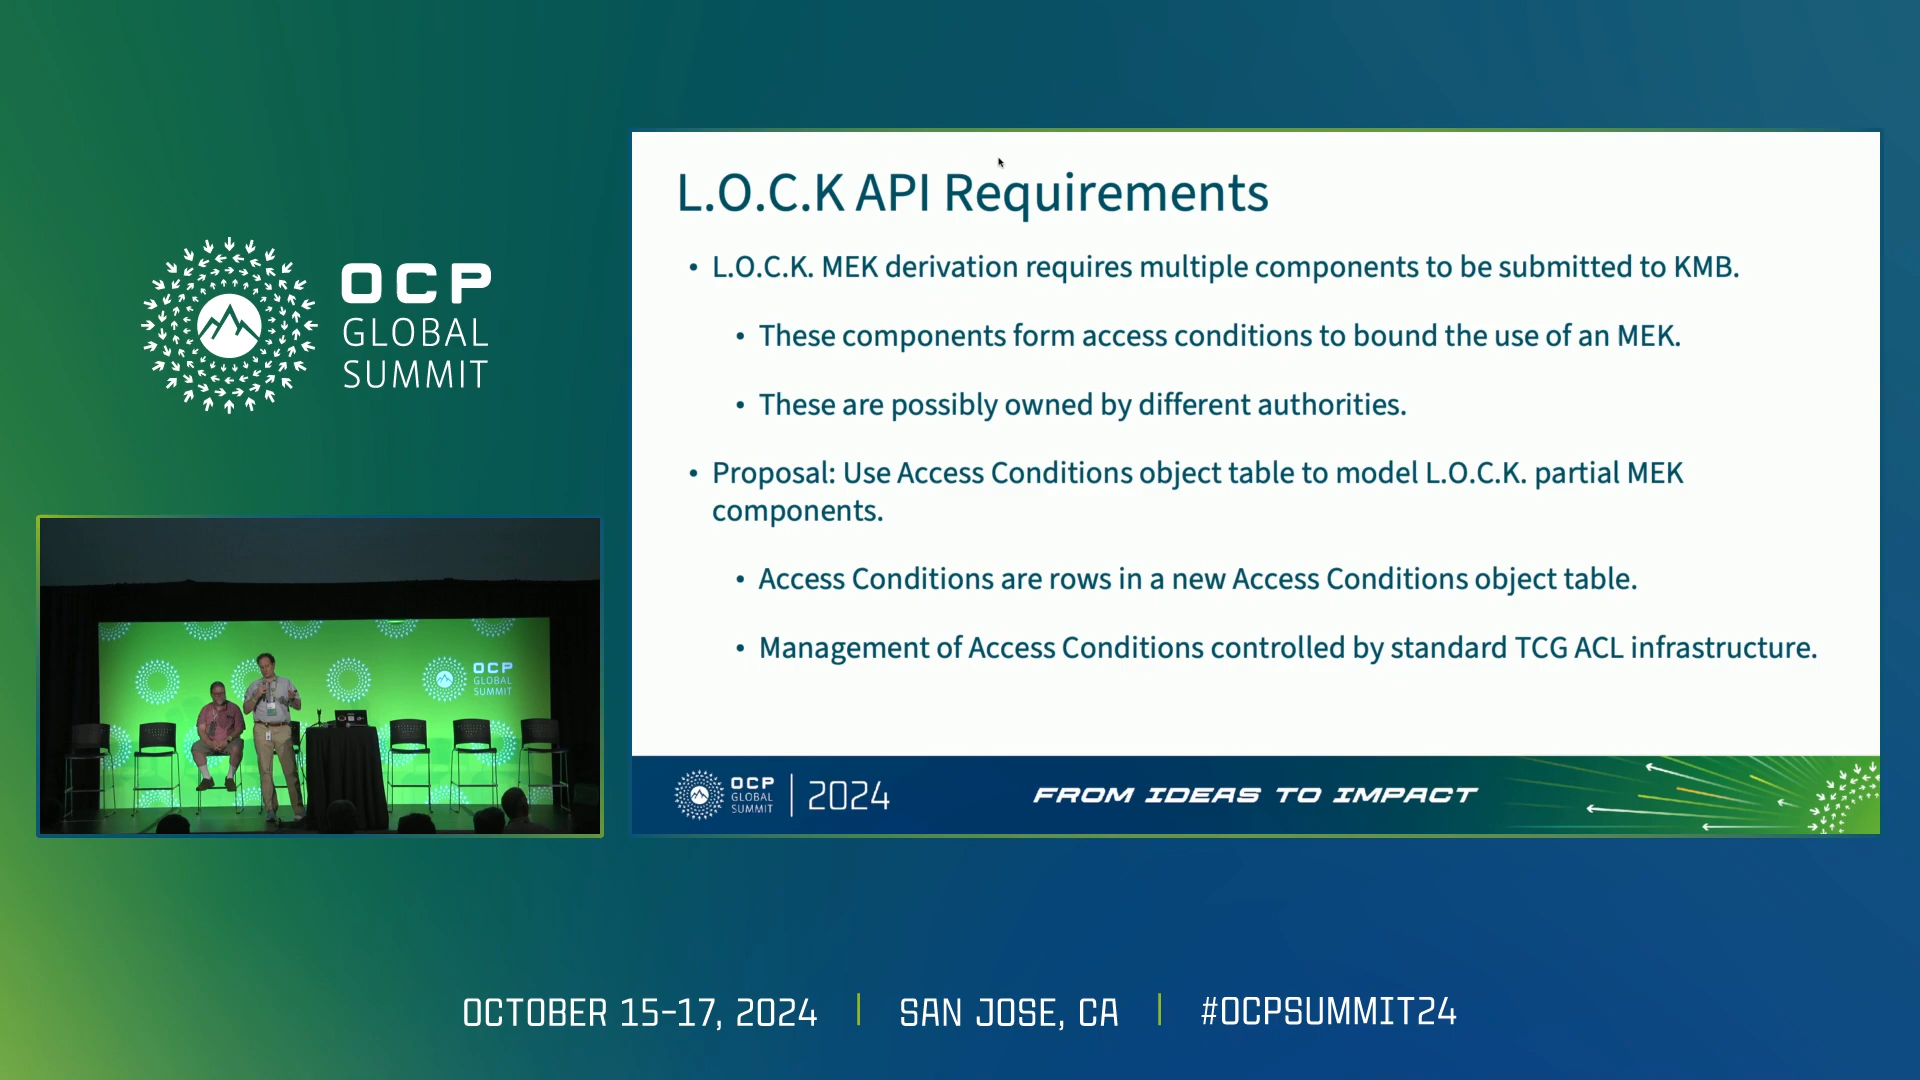 OCP
GLOBAL
SUMMIT
L.O.C.K API Requirements
• L.O.C.K. MEK derivation requires multiple components to be submitted to KMB.
• These components form access conditions to bound the use of an MEK.
• These are possibly owned by different authorities.
• Proposal: Use Access Conditions object table to model L.O.C.K. partial MEK
components.
• Access Conditions are rows in a new Access Conditions object table.
• Management of Access Conditions controlled by standard TCG ACL infrastructure.
OCP
GLOBAL
SUMMIT
2024
FROM IDEAS TO IMPACT
OCP
GLOBAL
SUMMIT
OCTOBER 15-17, 2024 | SAN JOSE, CA | #OCPSUMMIT24